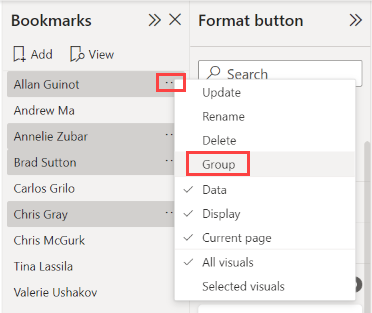 Bookmarks
Format button
Add
View
Search
Allan Guinot
Andrew Ma
Annelie Zubar
Brad Sutton
Carlos Grilo
Chris Gray
Chris McGurk
Tina Lassila
Valerie Ushakov
Update
Rename
Delete
Group
Data
Display
Current page
All visuals
Selected visuals